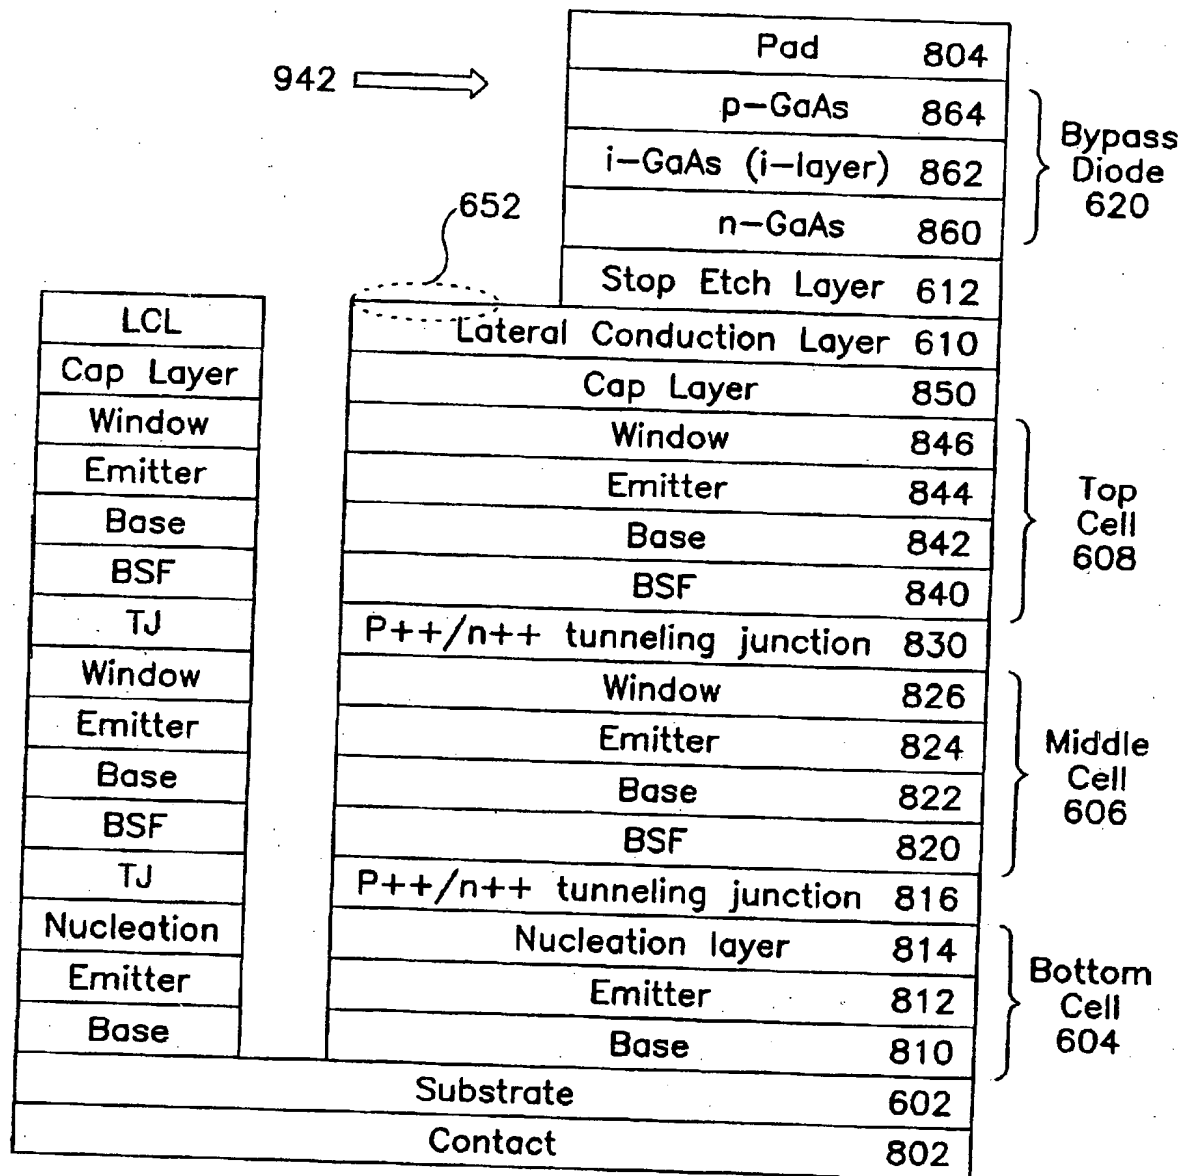 Pad 804
942
p-GaAs 864
i-GaAs (i-layer) 862
n-GaAs 860
Bypass
Diode
620
652
Stop Etch Layer 612
Lateral Conduction Layer 610
Cap Layer 850
Window 846
Emitter 844
Base 842
BSF 840
Top
Cell
608
P++/n++ tunneling junction 830
Window 826
Emitter 824
Base 822
BSF 820
Middle
Cell
606
P++/n++ tunneling junction 816
Nucleation layer 814
Emitter 812
Base 810
Bottom
Cell
604
LCL
Cap Layer
Window
Emitter
Base
BSF
TJ
Window
Emitter
Base
BSF
TJ
Nucleation
Emitter
Base
Substrate 602
Contact 802